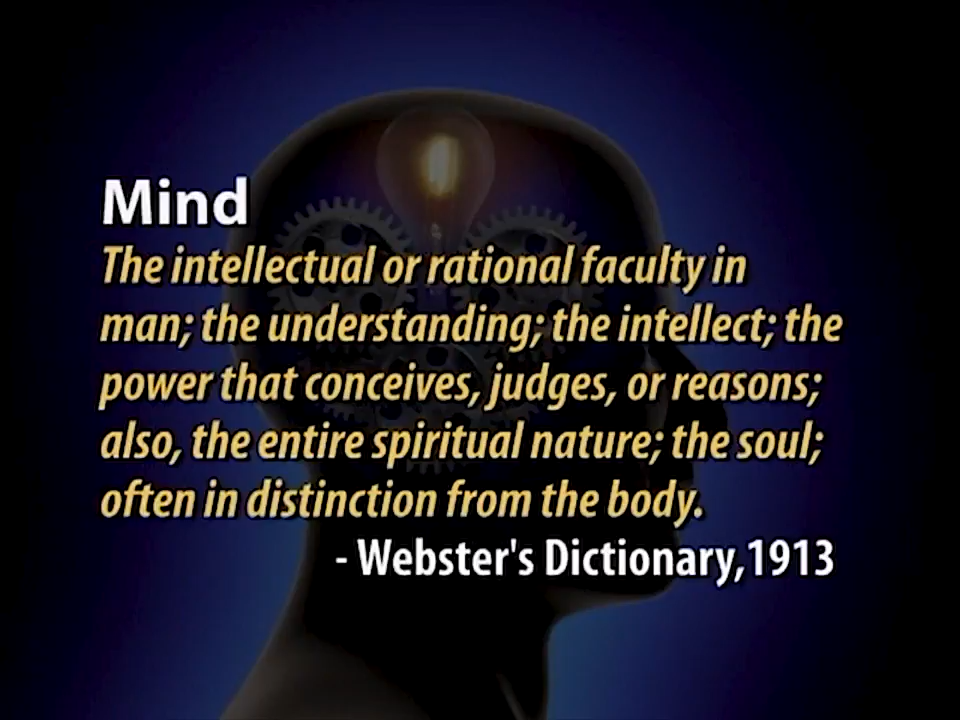 Mind
The intellectual or rational faculty in
man; the understanding; the intellect; the
power that conceives, judges, or reasons;
also, the entire spiritual nature; the soul;
often in distinction from the body.
- Webster's Dictionary,1913